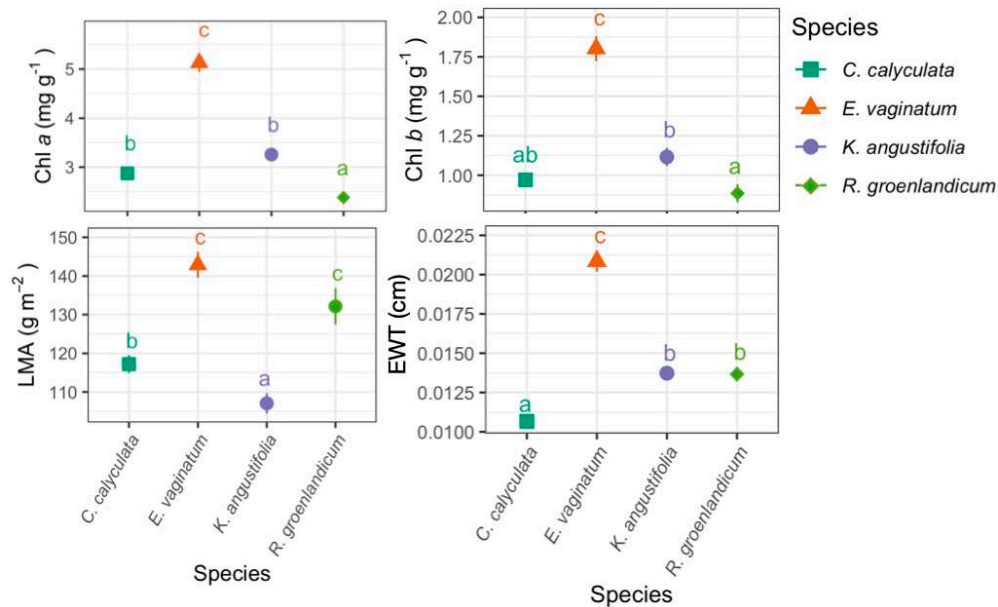 Chl a (mg g⁻¹)
5
4
3
b
c
b
a
Chl b (mg g⁻¹)
2.00
1.75
1.50
1.25
1.00
ab
c
b
a
Species
C. calyculata
E. vaginatum
K. angustifolia
R. groenlandicum
LMA (g m⁻²)
150
140
130
120
110
b
c
a
c
C. calyculata
E. vaginatum
K. angustifolia
R. groenlandicum
Species
EWT (cm)
0.0225
0.0200
0.0175
0.0150
0.0125
0.0100
a
c
b
b
C. calyculata
E. vaginatum
K. angustifolia
R. groenlandicum
Species